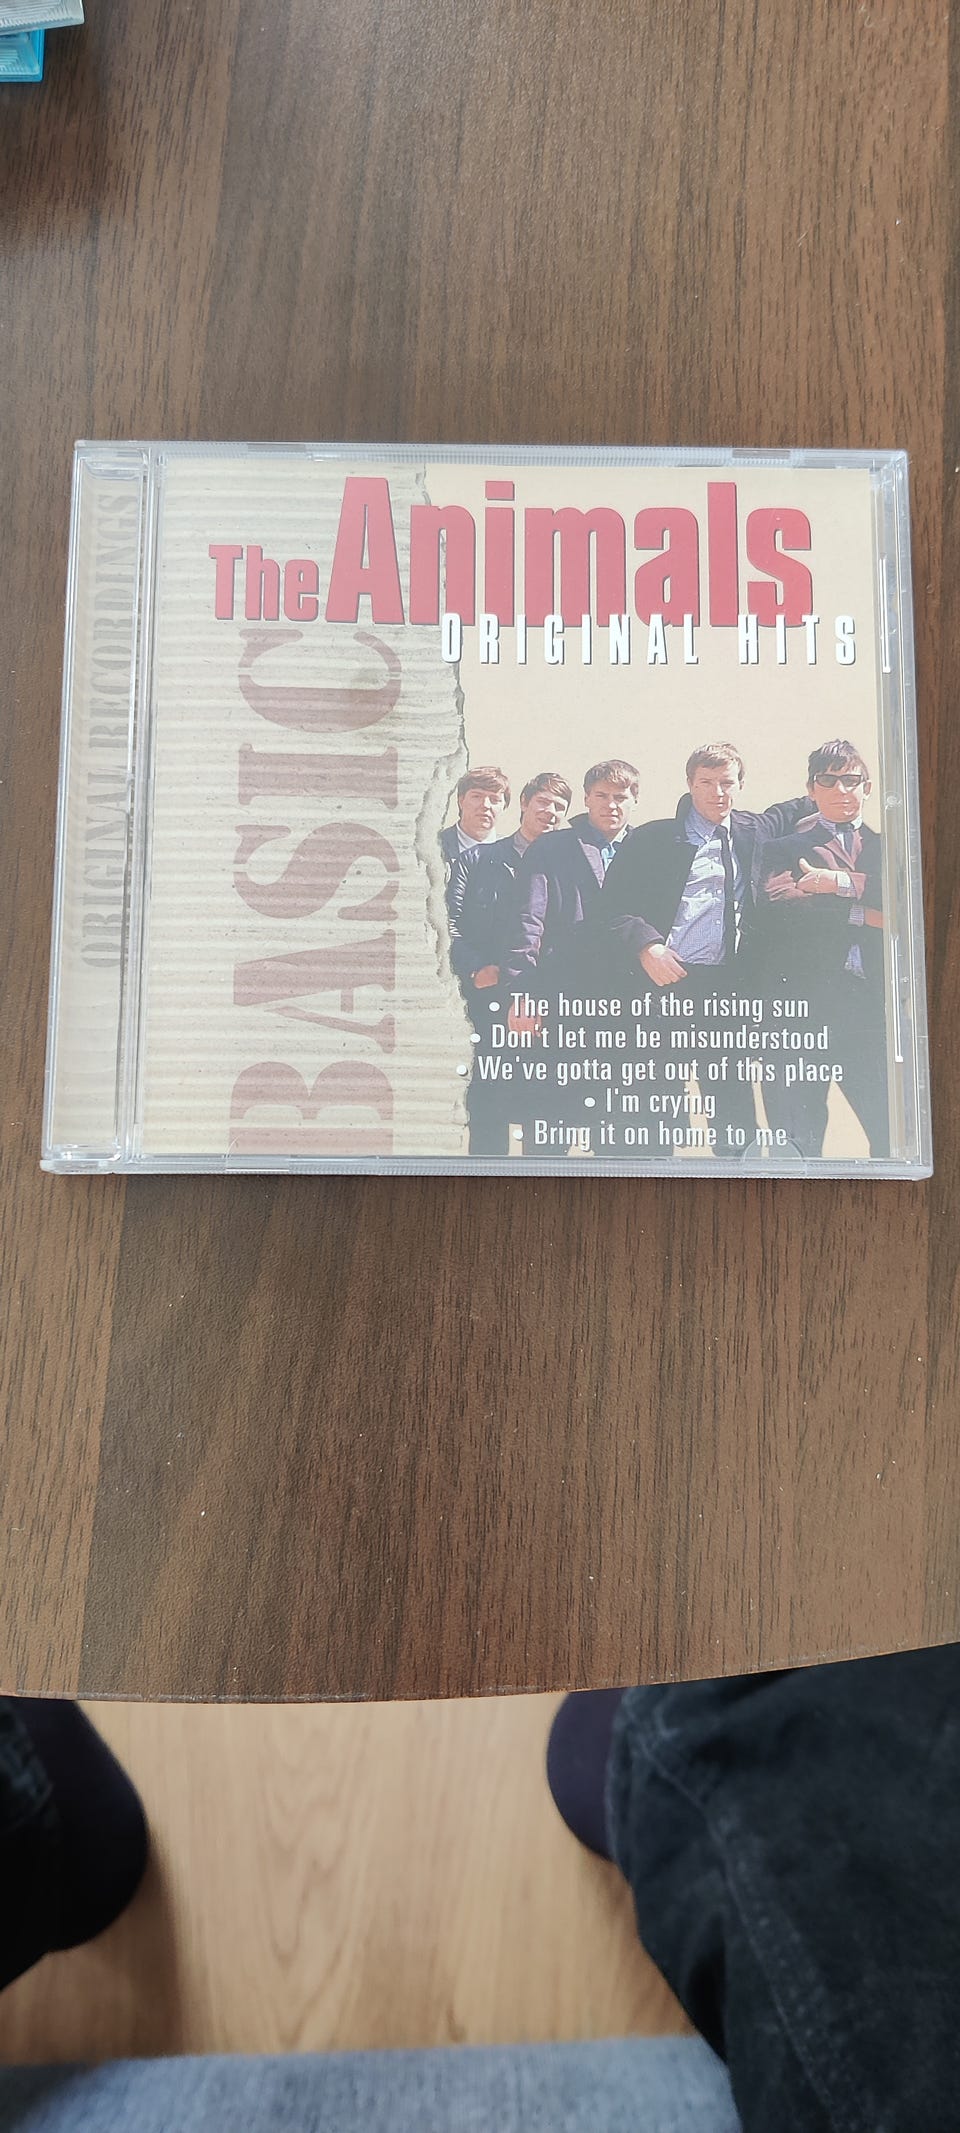 ORIGINAL RECORDINGS
BASIC
The Animals
ORIGINAL HITS
• The house of the rising sun
• Don't let me be misunderstood
• We've gotta get out of this place
• I'm crying
• Bring it on home to me